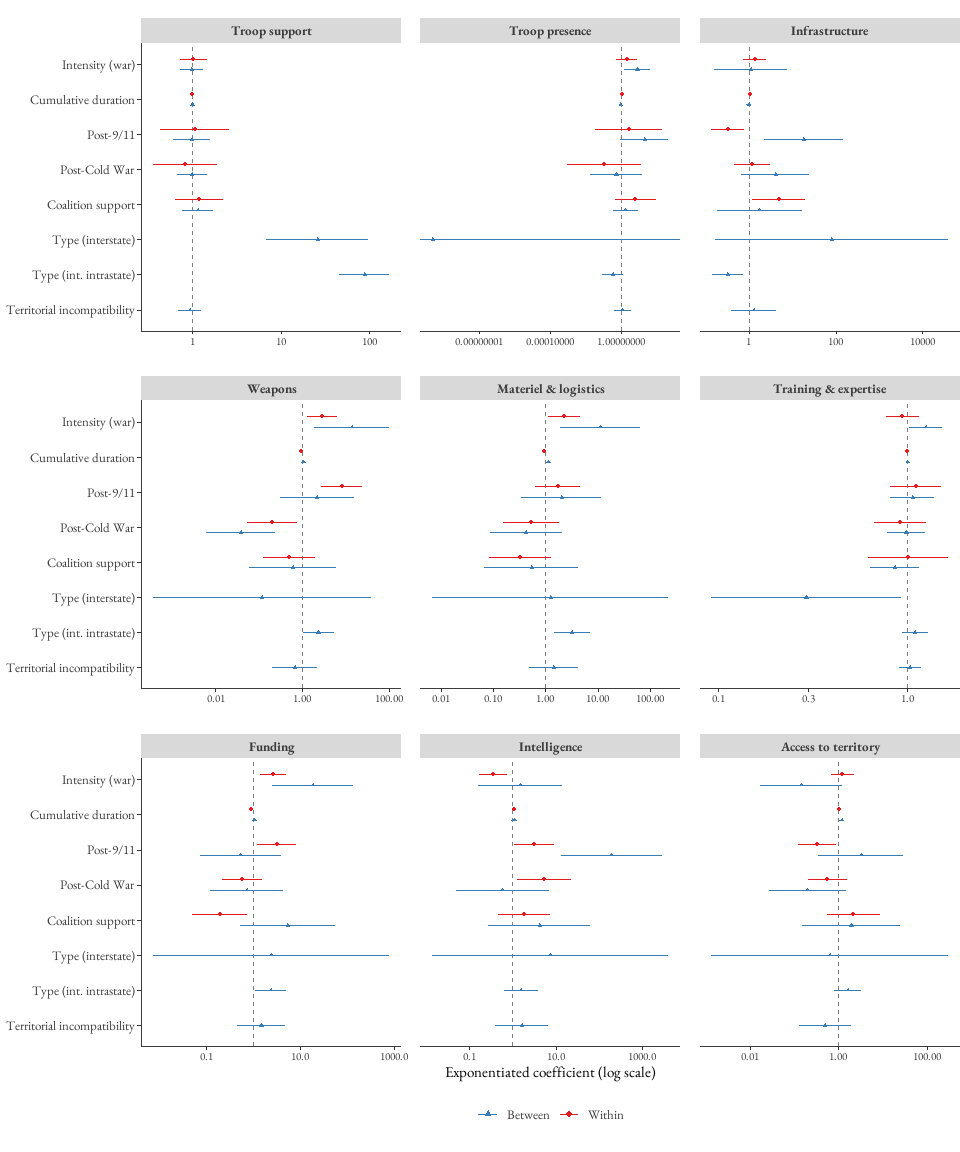 Troop support
Troop presence
Infrastructure
Intensity (war)
Cumulative duration
Post-9/11
Post-Cold War
Coalition support
Type (interstate)
Type (int. intrastate)
Territorial incompatibility
1 10 100
0.00000001 0.00010000 1.00000000
1 100 10000
Weapons
Materiel & logistics
Training & expertise
Intensity (war)
Cumulative duration
Post-9/11
Post-Cold War
Coalition support
Type (interstate)
Type (int. intrastate)
Territorial incompatibility
0.01 1.00 100.00
0.01 0.10 1.00 10.00 100.00
0.1 0.3 1.0
Funding
Intelligence
Access to territory
Intensity (war)
Cumulative duration
Post-9/11
Post-Cold War
Coalition support
Type (interstate)
Type (int. intrastate)
Territorial incompatibility
0.1 10.0 1000.0
0.1 10.0 1000.0
0.01 1.00 100.00
Exponentiated coefficient (log scale)
Between Within